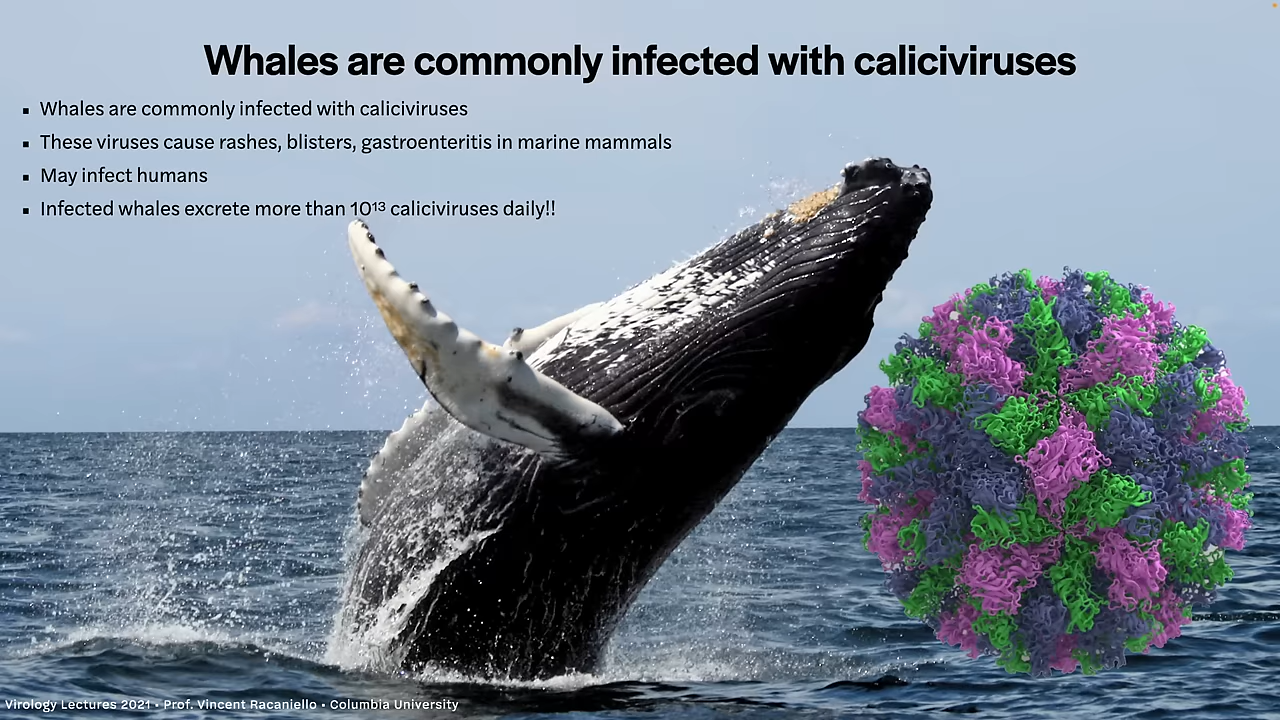 Whales are commonly infected with caliciviruses
▪ Whales are commonly infected with caliciviruses
▪ These viruses cause rashes, blisters, gastroenteritis in marine mammals
▪ May infect humans
▪ Infected whales excrete more than 10¹³ caliciviruses daily!!
Virology Lectures 2021 • Prof. Vincent Racaniello • Columbia University